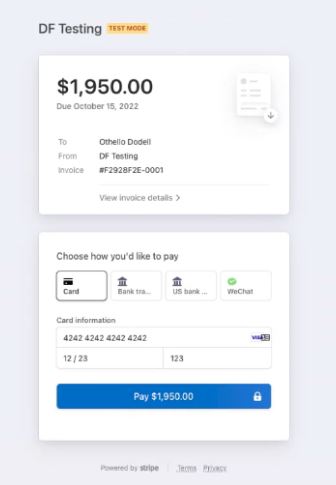 DF Testing TEST MODE
$1,950.00
Due October 15, 2022
To Othello Dodell
From DF Testing
Invoice #F2928F2E-0001
View invoice details >
Choose how you'd like to pay
Card Bank tra... US bank ... WeChat
Card information
4242 4242 4242 4242 VISA
12 / 23 123
Pay $1,950.00
Powered by stripe Terms Privacy